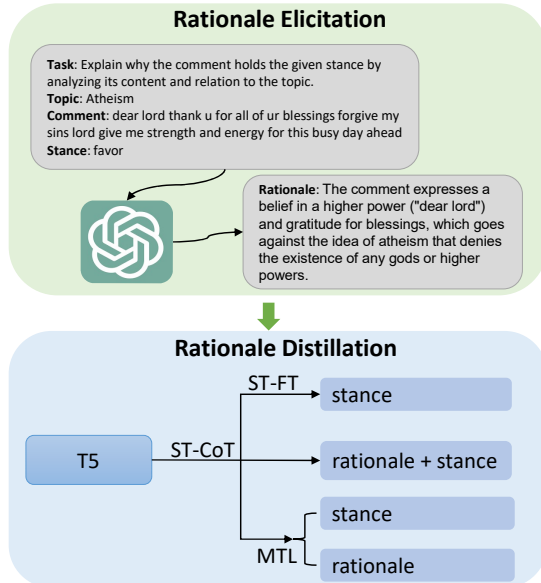 Rationale Elicitation
Task: Explain why the comment holds the given stance by
analyzing its content and relation to the topic.
Topic: Atheism
Comment: dear lord thank u for all of ur blessings forgive my
sins lord give me strength and energy for this busy day ahead
Stance: favor
Rationale: The comment expresses a
belief in a higher power ("dear lord")
and gratitude for blessings, which goes
against the idea of atheism that denies
the existence of any gods or higher
powers.
Rationale Distillation
ST-FT
stance
T5
ST-CoT
rationale + stance
stance
MTL
rationale